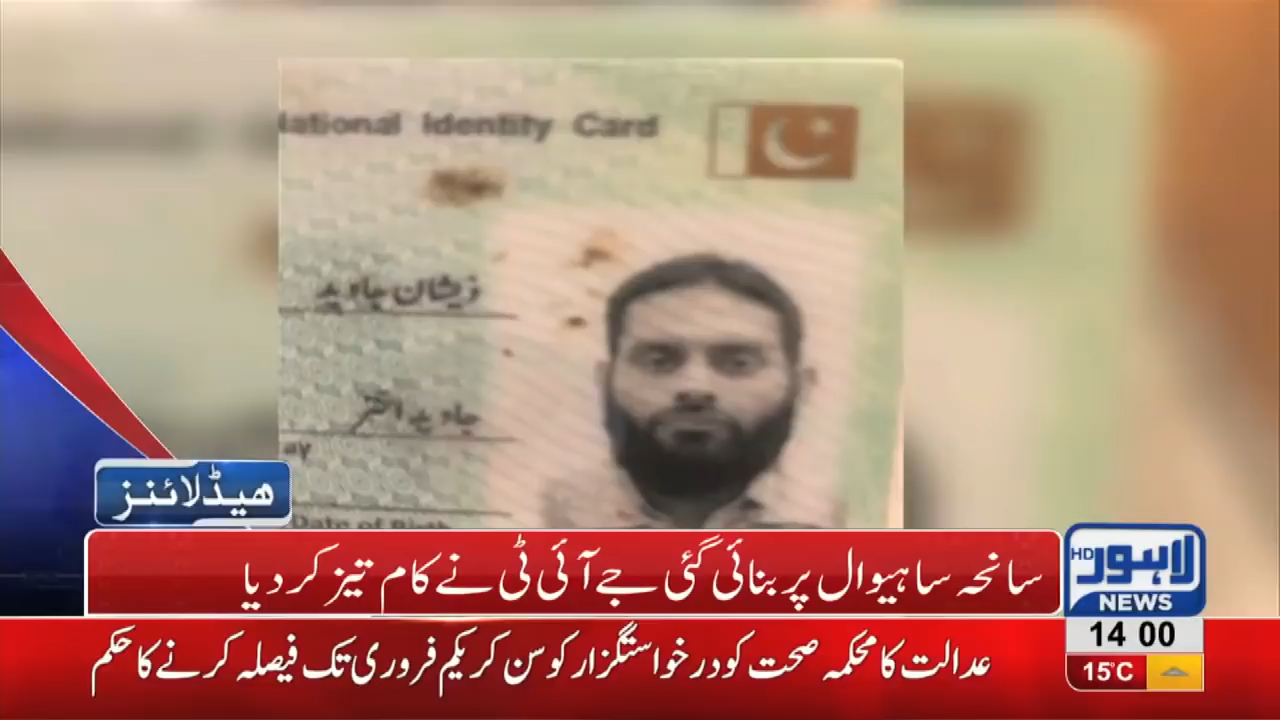 National Identity Card
ذیشان جاوید
جاوید اختر
ay
Date of Birth
ہیڈلائنز
سانحہ ساہیوال پر بنائی گئی جے آئی ٹی نے کام تیز کر دیا
HD لاہور
NEWS
عدالت کا محکمہ صحت کو درخواستگزار کو سن کر یکم فروری تک فیصلہ کرنے کا حکم
14 00
15°C